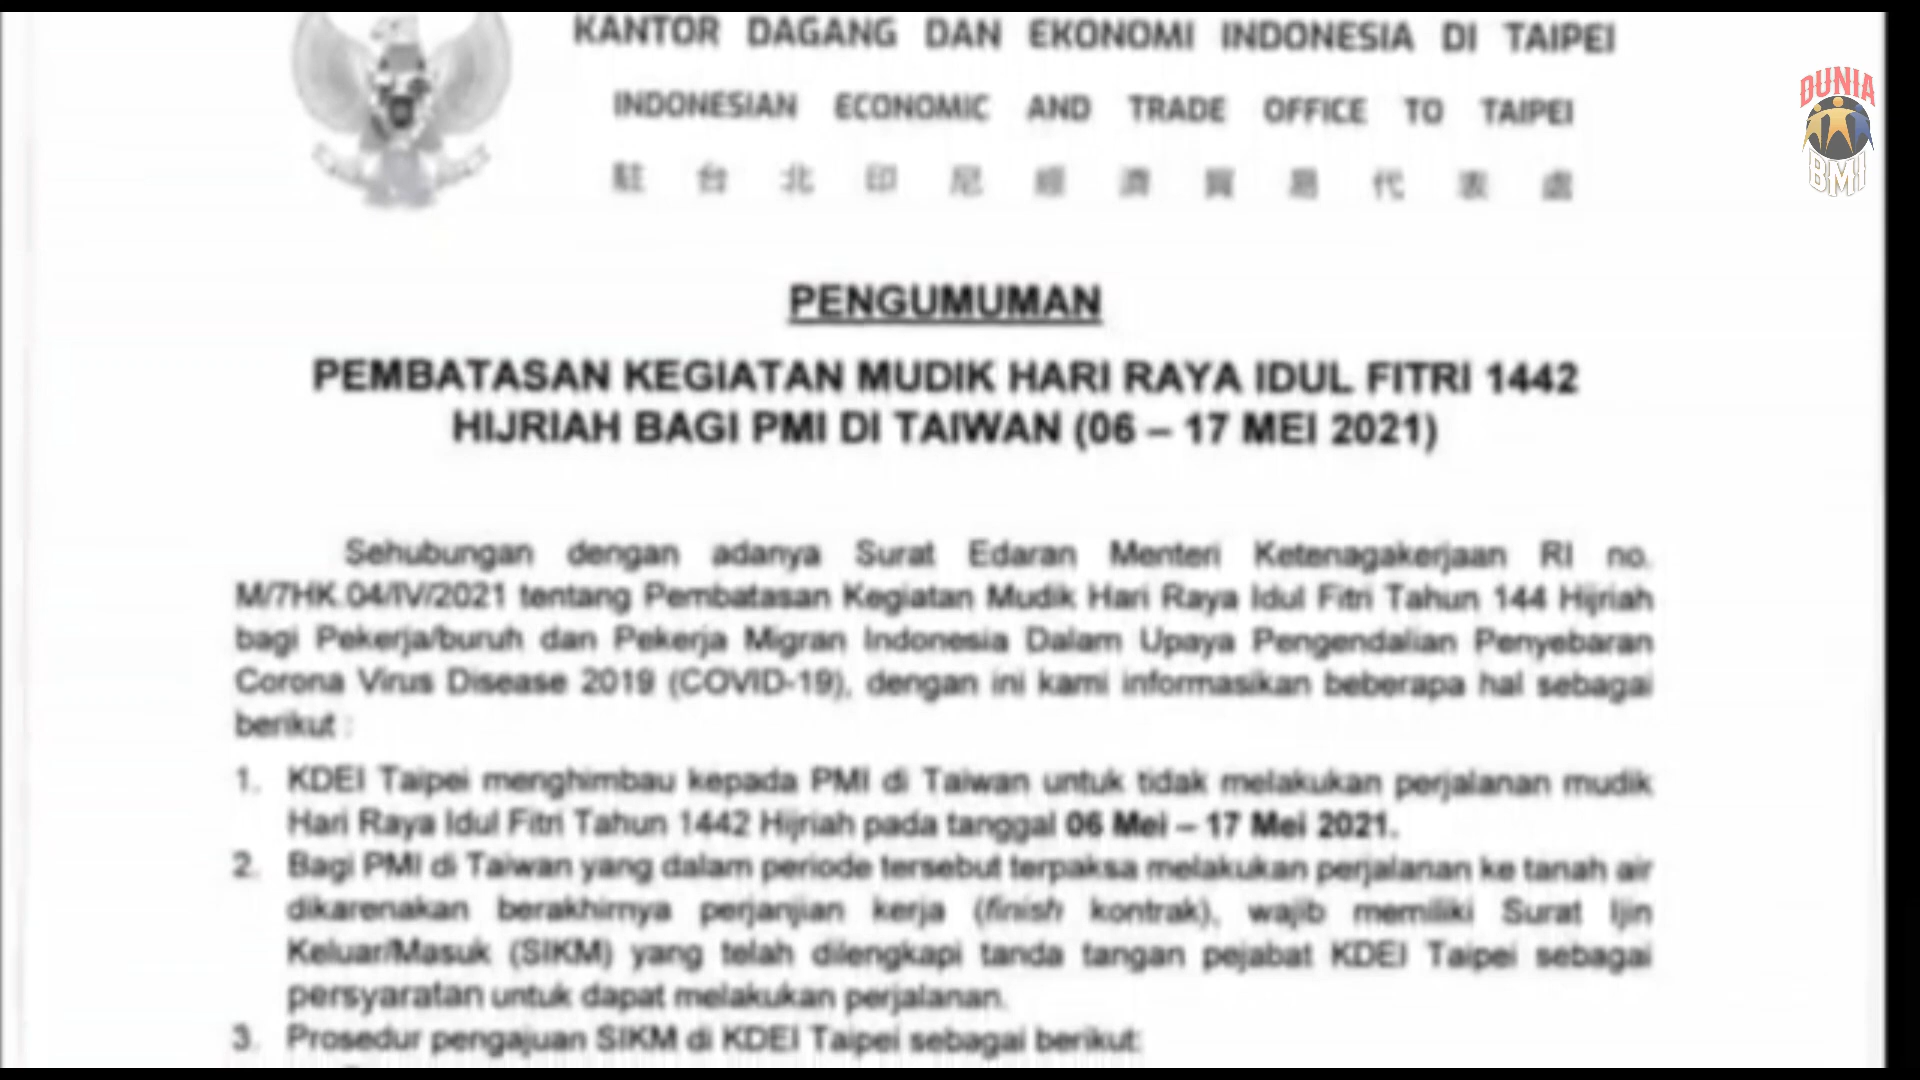 KANTOR DAGANG DAN EKONOMI INDONESIA DI TAIPEI
INDONESIAN ECONOMIC AND TRADE OFFICE TO TAIPEI
駐台北印尼經濟貿易代表處
DUNIA
BMI
PENGUMUMAN
PEMBATASAN KEGIATAN MUDIK HARI RAYA IDUL FITRI 1442
HIJRIAH BAGI PMI DI TAIWAN (06 – 17 MEI 2021)
Sehubungan dengan adanya Surat Edaran Menteri Ketenagakerjaan RI no.
M/7HK.04/IV/2021 tentang Pembatasan Kegiatan Mudik Hari Raya Idul Fitri Tahun 144 Hijriah
bagi Pekerja/buruh dan Pekerja Migran Indonesia Dalam Upaya Pengendalian Penyebaran
Corona Virus Disease 2019 (COVID-19), dengan ini kami informasikan beberapa hal sebagai
berikut :
1. KDEI Taipei menghimbau kepada PMI di Taiwan untuk tidak melakukan perjalanan mudik
Hari Raya Idul Fitri Tahun 1442 Hijriah pada tanggal 06 Mei – 17 Mei 2021.
2. Bagi PMI di Taiwan yang dalam periode tersebut terpaksa melakukan perjalanan ke tanah air
dikarenakan berakhirnya perjanjian kerja (finish kontrak), wajib memiliki Surat Ijin
Keluar/Masuk (SIKM) yang telah dilengkapi tanda tangan pejabat KDEI Taipei sebagai
persyaratan untuk dapat melakukan perjalanan.
3. Prosedur pengajuan SIKM di KDEI Taipei sebagai berikut: